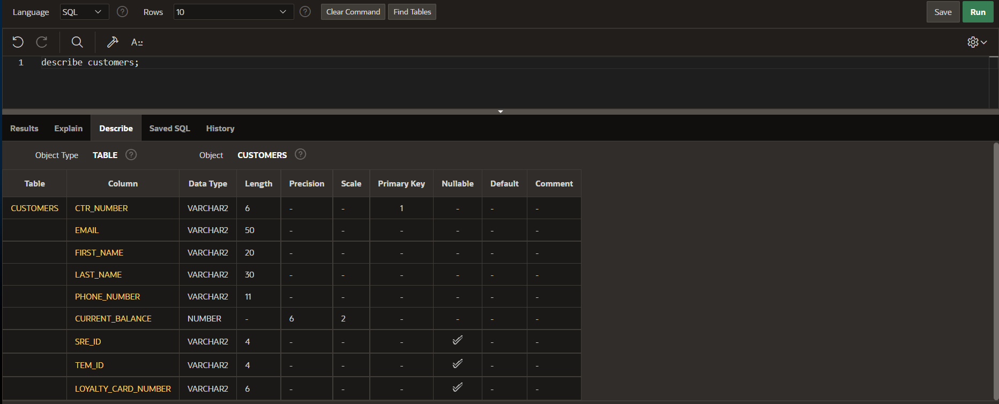 Language SQL ? Rows 10 ? Clear Command Find Tables Save Run
A::
1 describe customers;
Results Explain Describe Saved SQL History
Object Type TABLE ? Object CUSTOMERS ?
Table Column Data Type Length Precision Scale Primary Key Nullable Default Comment
CUSTOMERS CTR_NUMBER VARCHAR2 6 - - 1 - - -
EMAIL VARCHAR2 50 - - - - - -
FIRST_NAME VARCHAR2 20 - - - - - -
LAST_NAME VARCHAR2 30 - - - - - -
PHONE_NUMBER VARCHAR2 11 - - - - - -
CURRENT_BALANCE NUMBER - 6 2 - - - -
SRE_ID VARCHAR2 4 - - - ✓ - -
TEM_ID VARCHAR2 4 - - - ✓ - -
LOYALTY_CARD_NUMBER VARCHAR2 6 - - - ✓ - -